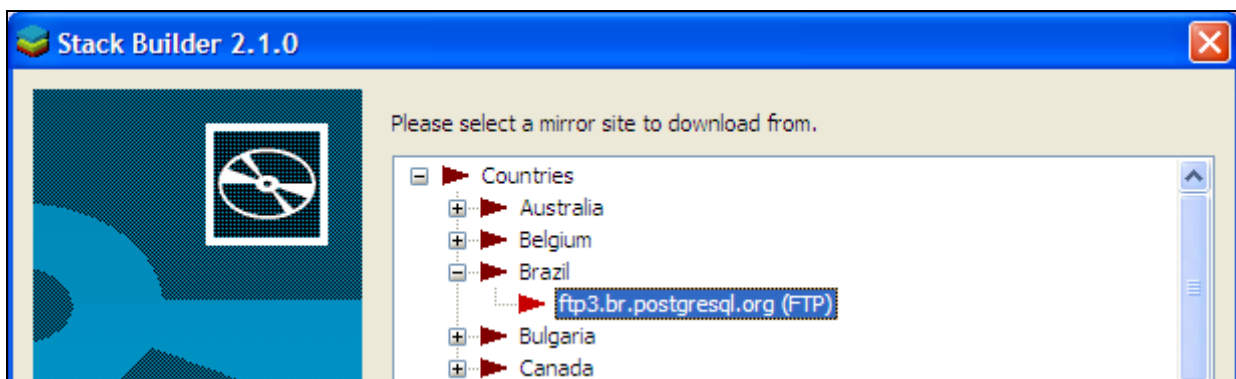 Stack Builder 2.1.0
Please select a mirror site to download from.
Countries
Australia
Belgium
Brazil
ftp3.br.postgresql.org (FTP)
Bulgaria
Canada